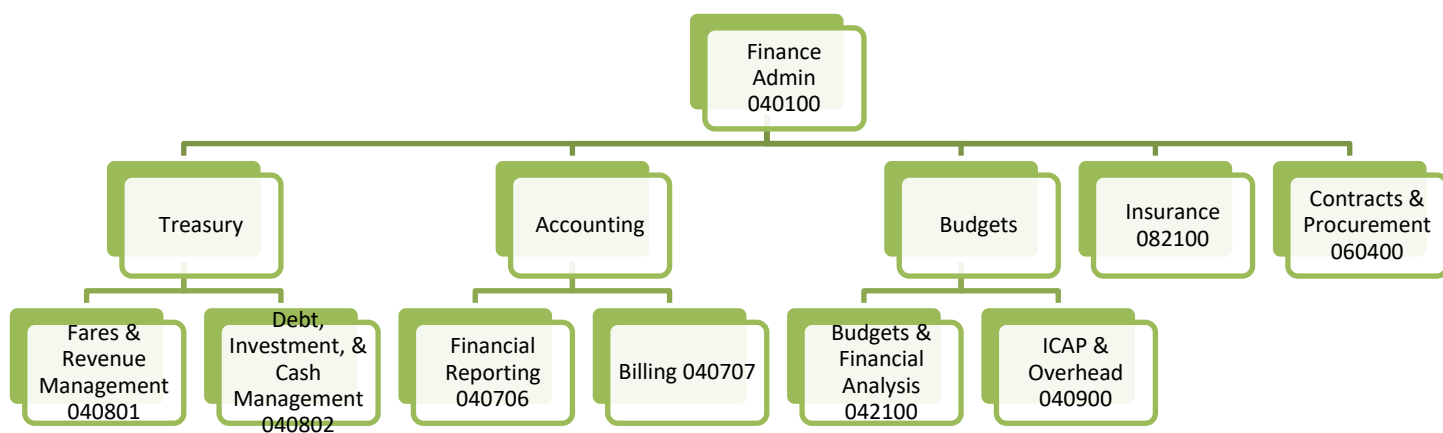 Finance
Admin
040100
Treasury
Accounting
Budgets
Insurance
082100
Contracts &
Procurement
060400
Fares &
Revenue
Management
040801
Debt,
Investment, &
Cash
Management
040802
Financial
Reporting
040706
Billing 040707
Budgets &
Financial
Analysis
042100
ICAP &
Overhead
040900